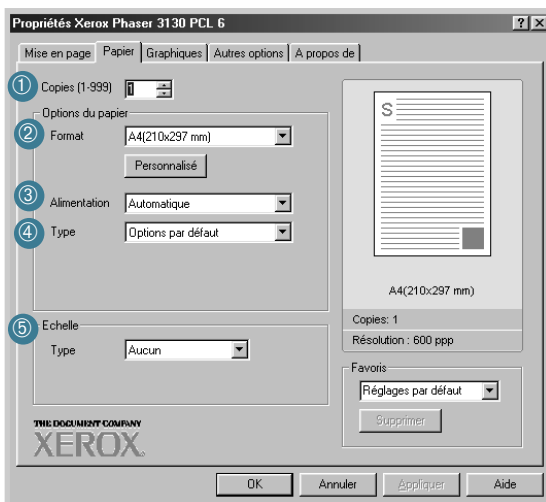 Propriétés Xerox Phaser 3130 PCL 6
Mise en page Papier Graphiques Autres options A propos de
1 Copies (1-999) 1
Options du papier
2 Format A4(210x297 mm)
Personnalisé
3 Alimentation Automatique
4 Type Options par défaut
5 Echelle
Type Aucun
S
A4(210x297 mm)
Copies: 1
Résolution : 600 ppp
Favoris
Réglages par défaut
Supprimer
THE DOCUMENT COMPANY
XEROX
OK Annuler Appliquer Aide